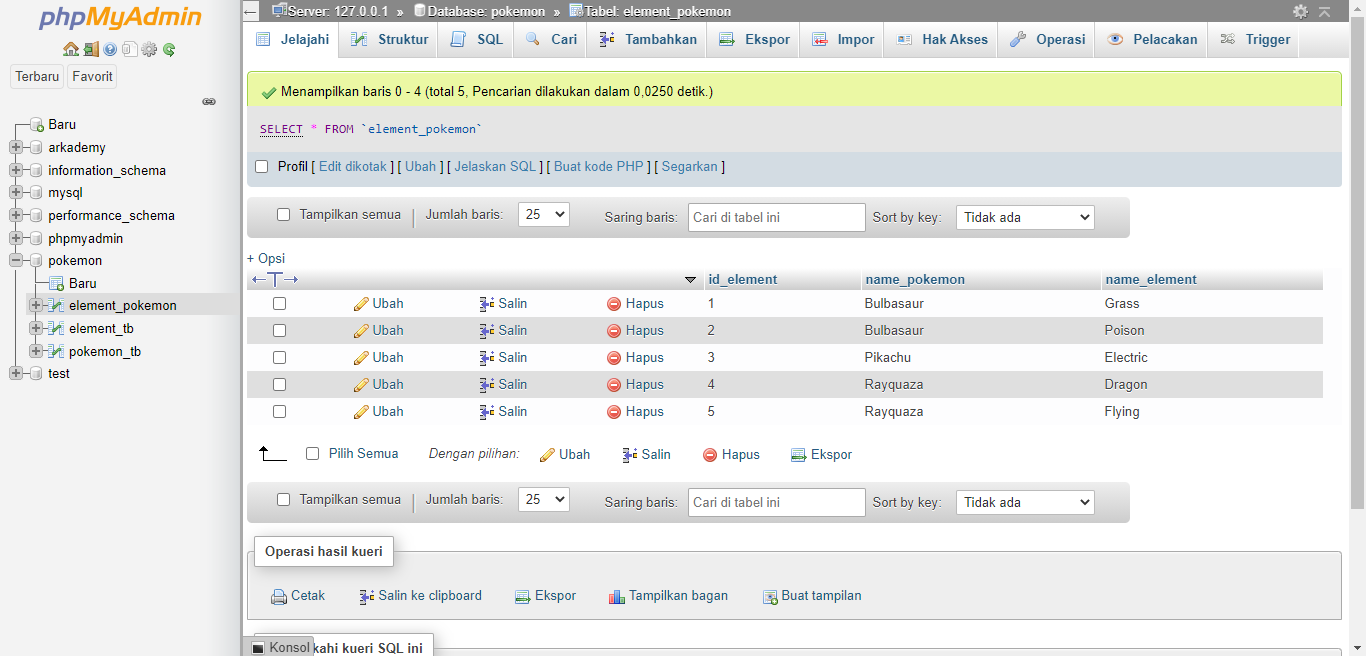 phpMyAdmin
Terbaru Favorit
Baru
arkademy
information_schema
mysql
performance_schema
phpmyadmin
pokemon
Baru
element_pokemon
element_tb
pokemon_tb
test
Server: 127.0.0.1 » Database: pokemon » Tabel: element_pokemon
Jelajahi Struktur SQL Cari Tambahkan Ekspor Impor Hak Akses Operasi Pelacakan Trigger
Menampilkan baris 0 - 4 (total 5, Pencarian dilakukan dalam 0,0250 detik.)
SELECT * FROM `element_pokemon`
Profil [ Edit dikotak ] [ Ubah ] [ Jelaskan SQL ] [ Buat kode PHP ] [ Segarkan ]
Tampilkan semua | Jumlah baris: 25 Saring baris: Cari di tabel ini Sort by key: Tidak ada
+ Opsi
←T→ id_element name_pokemon name_element
Ubah Salin Hapus 1 Bulbasaur Grass
Ubah Salin Hapus 2 Bulbasaur Poison
Ubah Salin Hapus 3 Pikachu Electric
Ubah Salin Hapus 4 Rayquaza Dragon
Ubah Salin Hapus 5 Rayquaza Flying
Pilih Semua Dengan pilihan: Ubah Salin Hapus Ekspor
Tampilkan semua | Jumlah baris: 25 Saring baris: Cari di tabel ini Sort by key: Tidak ada
Operasi hasil kueri
Cetak Salin ke clipboard Ekspor Tampilkan bagan Buat tampilan
Konsol kahi kueri SQL ini